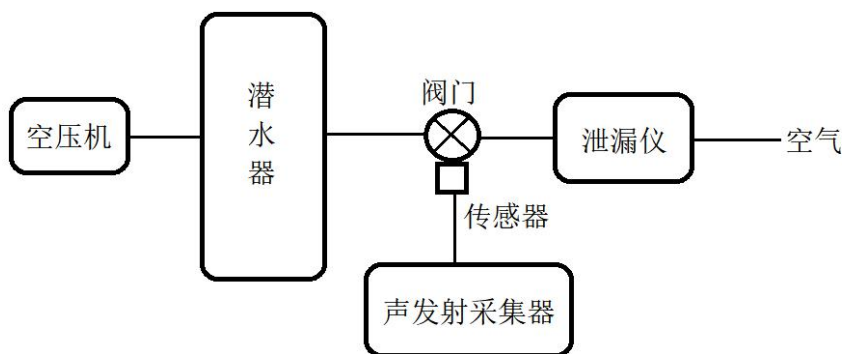 空压机
潜水器
阀门
泄漏仪
空气
传感器
声发射采集器